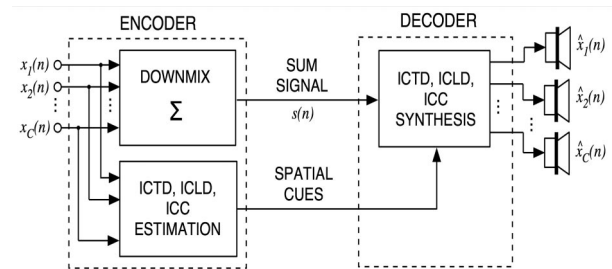 ENCODER
DECODER
x1(n)
x2(n)
xC(n)
DOWNMIX
Σ
SUM
SIGNAL
s(n)
ICTD, ICLD,
ICC
SYNTHESIS
x̂1(n)
x̂2(n)
x̂C(n)
ICTD, ICLD,
ICC
ESTIMATION
SPATIAL
CUES